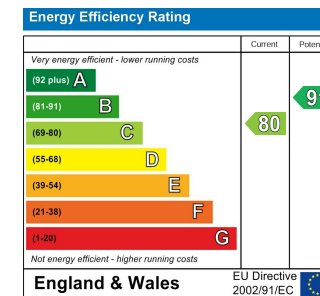 Energy Efficiency Rating
Current Poten
Very energy efficient - lower running costs
(92 plus) A
(81-91) B
(69-80) C
(55-68) D
(39-54) E
(21-38) F
(1-20) G
80
9
Not energy efficient - higher running costs
England & Wales
EU Directive
2002/91/EC